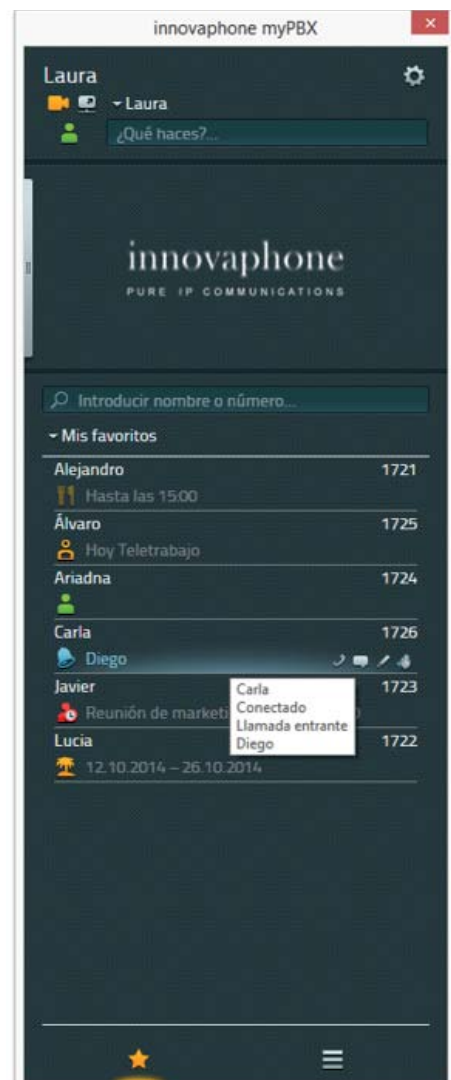 innovaphone myPBX
Laura
Laura
¿Qué haces?...
innovaphone
PURE IP COMMUNICATIONS
Introducir nombre o número...
Mis favoritos
Alejandro 1721
Hasta las 15:00
Álvaro 1725
Hoy Teletrabajo
Ariadna 1724
Carla 1726
Diego
Javier 1723
Reunión de marketi
Carla
Conectado
Llamada entrante
Diego
Lucia 1722
12.10.2014 – 26.10.2014